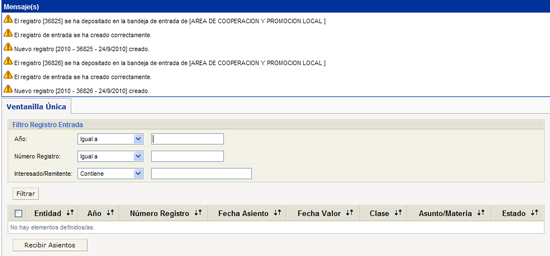 Mensaje(s)
El registro [36825] se ha depositado en la bandeja de entrada de [AREA DE COOPERACION Y PROMOCION LOCAL ]
El registro de entrada se ha creado correctamente.
Nuevo registro [2010 - 36825 - 24/9/2010] creado.
El registro [36826] se ha depositado en la bandeja de entrada de [AREA DE COOPERACION Y PROMOCION LOCAL ]
El registro de entrada se ha creado correctamente.
Nuevo registro [2010 - 36826 - 24/9/2010] creado.
Ventanilla Única
Filtro Registro Entrada
Año: Igual a
Número Registro: Igual a
Interesado/Remitente: Contiene
Filtrar
Entidad Año Número Registro Fecha Asiento Fecha Valor Clase Asunto/Materia Estado
No hay elementos definidos/as.
Recibir Asientos